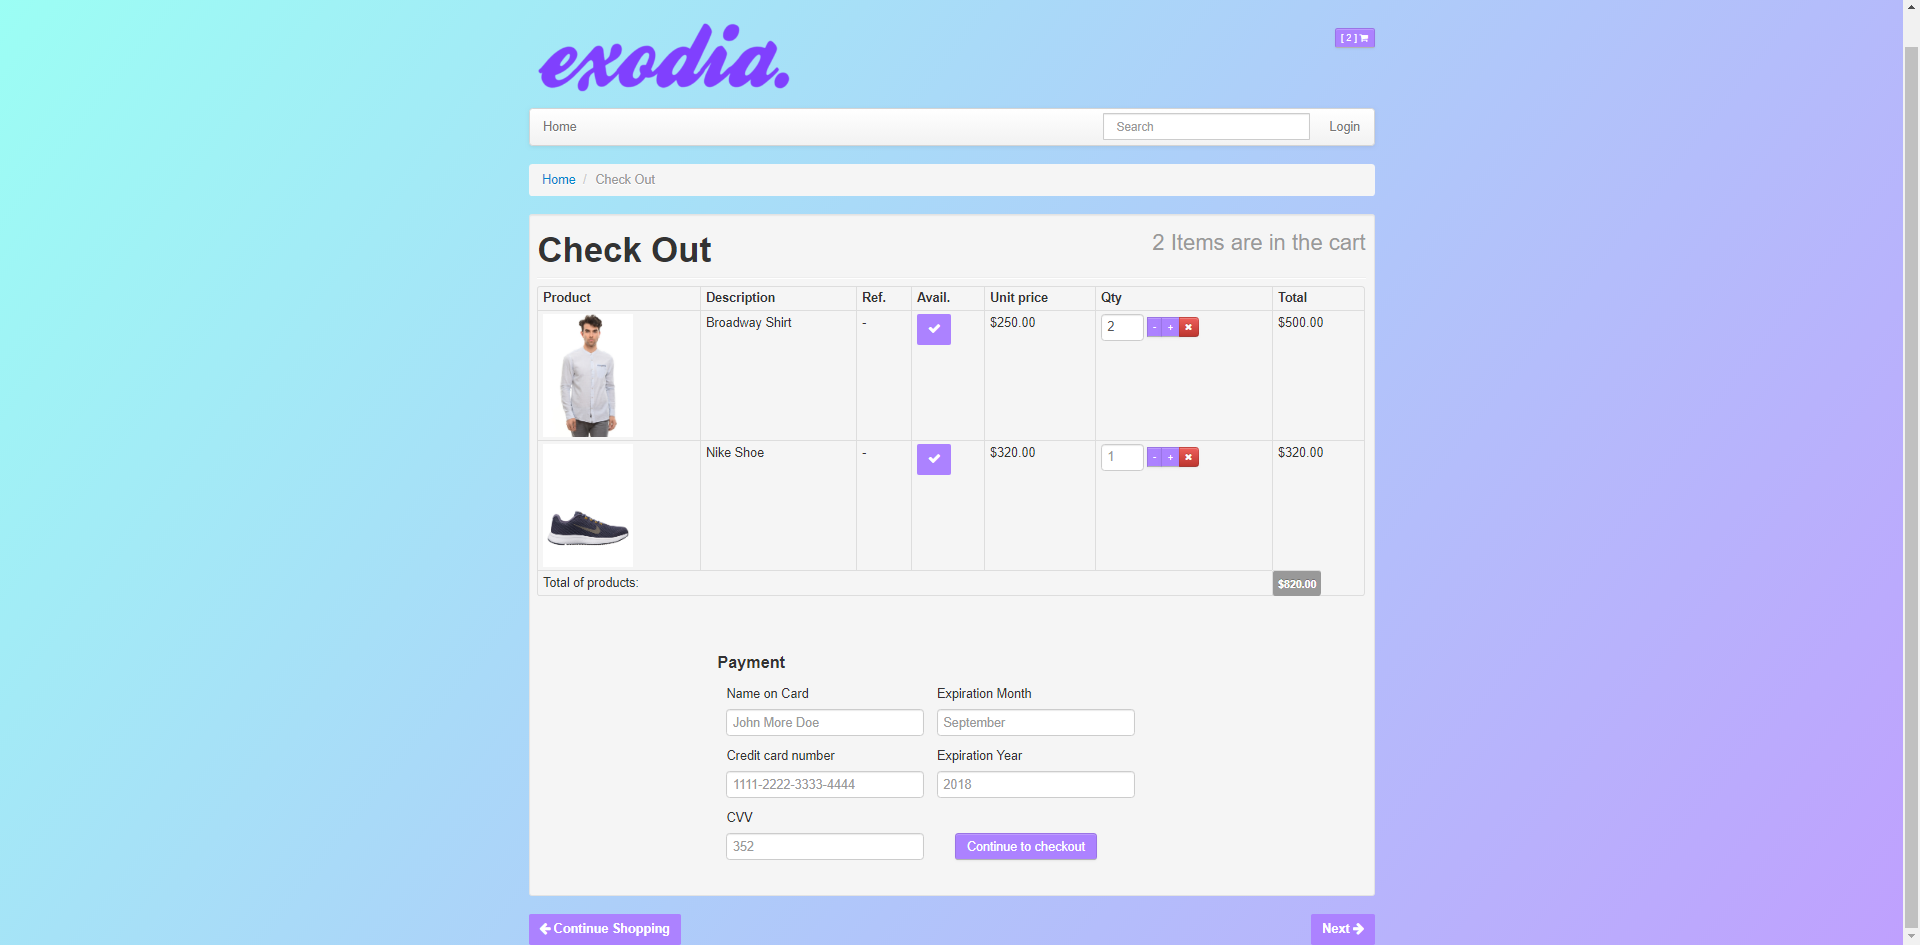 exodia.
[ 2 ]
Home
Search
Login
Home / Check Out
Check Out
2 Items are in the cart
Product Description Ref. Avail. Unit price Qty Total
Broadway Shirt - $250.00 2 - + $500.00
Nike Shoe - $320.00 1 - + $320.00
Total of products: $820.00
Payment
Name on Card Expiration Month
John More Doe September
Credit card number Expiration Year
1111-2222-3333-4444 2018
CVV
352 Continue to checkout
Continue Shopping Next